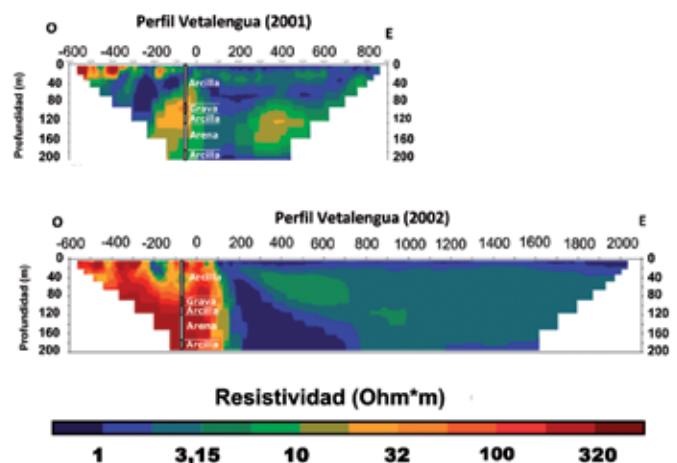 Perfil Vetalengua (2001)
O E
-600 -400 -200 0 200 400 600 800
Profundidad (m)
0 0
40 40
80 80
120 120
160 160
200 200
Arcilla
Grava
Arcilla
Arena
Arcilla
Perfil Vetalengua (2002)
O E
-600 -400 -200 0 200 400 600 800 1000 1200 1400 1600 1800 2002
Profundidad (m)
0 0
40 40
80 80
120 120
160 160
200 200
Arcilla
Grava
Arcilla
Arena
Arcilla
Resistividad (Ohm*m)
1 3,15 10 32 100 320